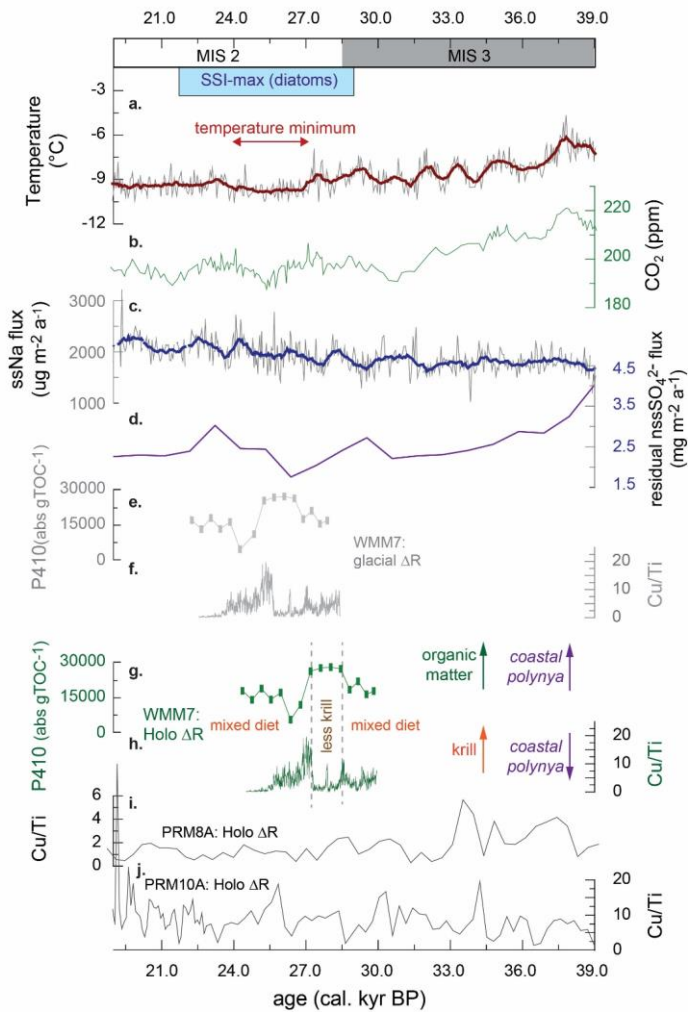 21.0 24.0 27.0 30.0 33.0 36.0 39.0
MIS 2 MIS 3
SSI-max (diatoms)
a.
temperature minimum
Temperature
(°C)
-3
-6
-9
-12
b.
CO₂ (ppm)
220
200
180
c.
ssNa flux
(ug m-2 a-1)
3000
2000
1000
d.
residual nssSO₄²⁻ flux
(mg m-2 a-1)
4.5
3.5
2.5
1.5
e.
P410(abs gTOC-1)
30000
15000
0
WMM7:
glacial ΔR
f.
Cu/Ti
20
10
0
g.
P410 (abs gTOC-1)
30000
15000
0
WMM7:
Holo ΔR
mixed diet
less krill
mixed diet
organic
matter
coastal
polynya
h.
krill
coastal
polynya
Cu/Ti
20
10
0
i.
Cu/Ti
6
4
2
0
PRM8A: Holo ΔR
j.
PRM10A: Holo ΔR
Cu/Ti
20
10
0
21.0 24.0 27.0 30.0 33.0 36.0 39.0
age (cal. kyr BP)